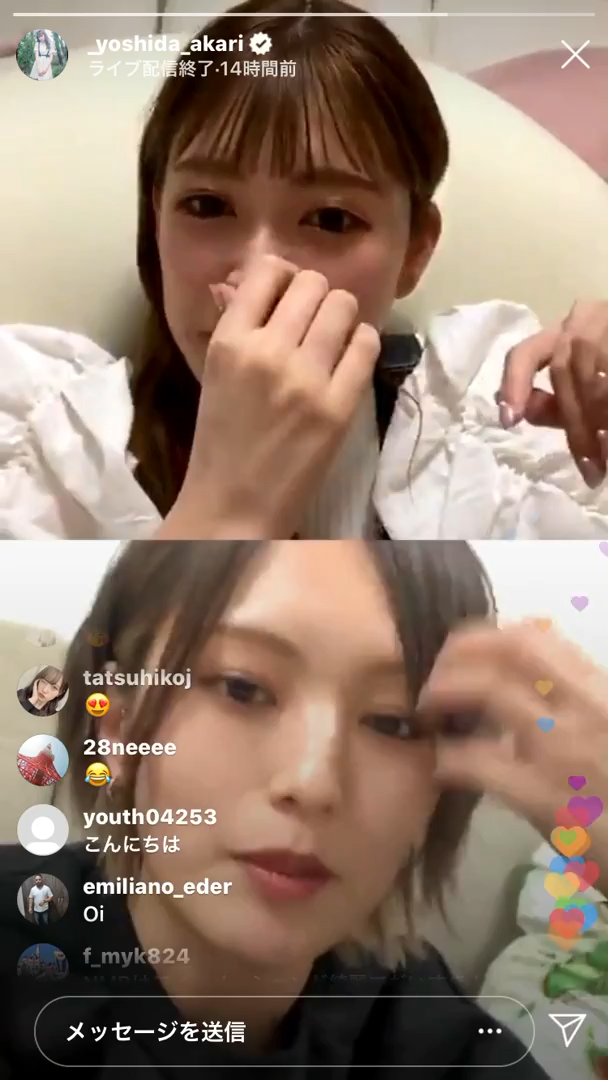 _yoshida_akari
ライブ配信終了·14時間前
tatsuhikoj
😍
28neeee
😂
youth04253
こんにちは
emiliano_eder
Oi
f_myk824
メッセージを送信